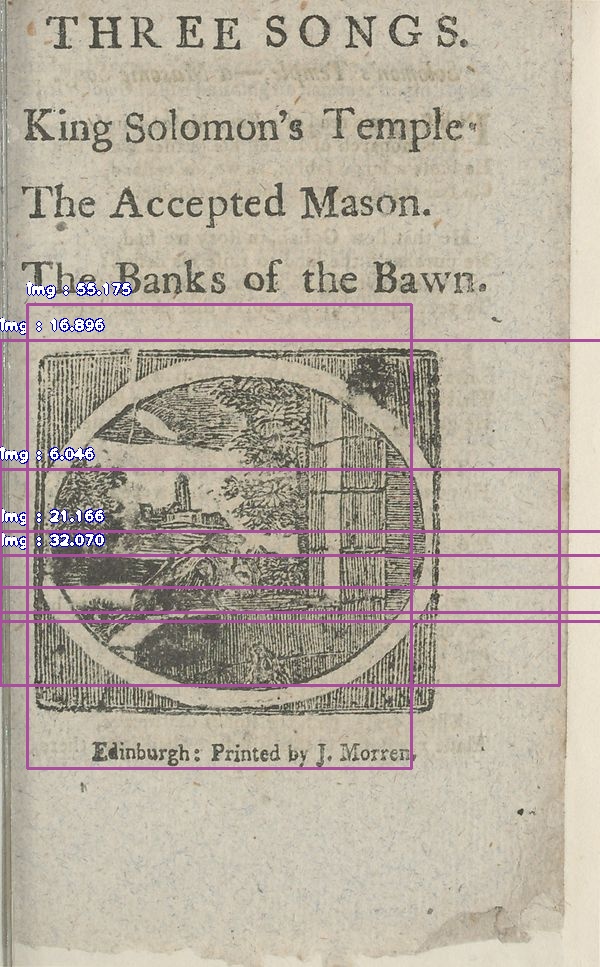 THREE SONGS.
King Solomon's Temple.
The Accepted Mason.
The Banks of the Bawn.
Img : 55.175
Img : 16.896
Img : 6.046
Img : 21.166
Img : 32.070
Edinburgh: Printed by J. Morren.